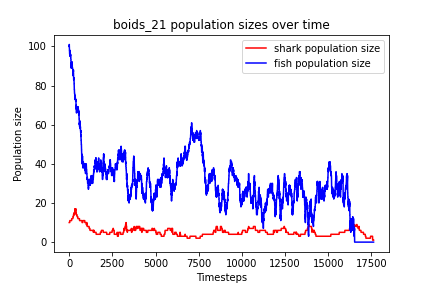 boids_21 population sizes over time
shark population size
fish population size
Population size
100
80
60
40
20
0
0 2500 5000 7500 10000 12500 15000 17500
Timesteps